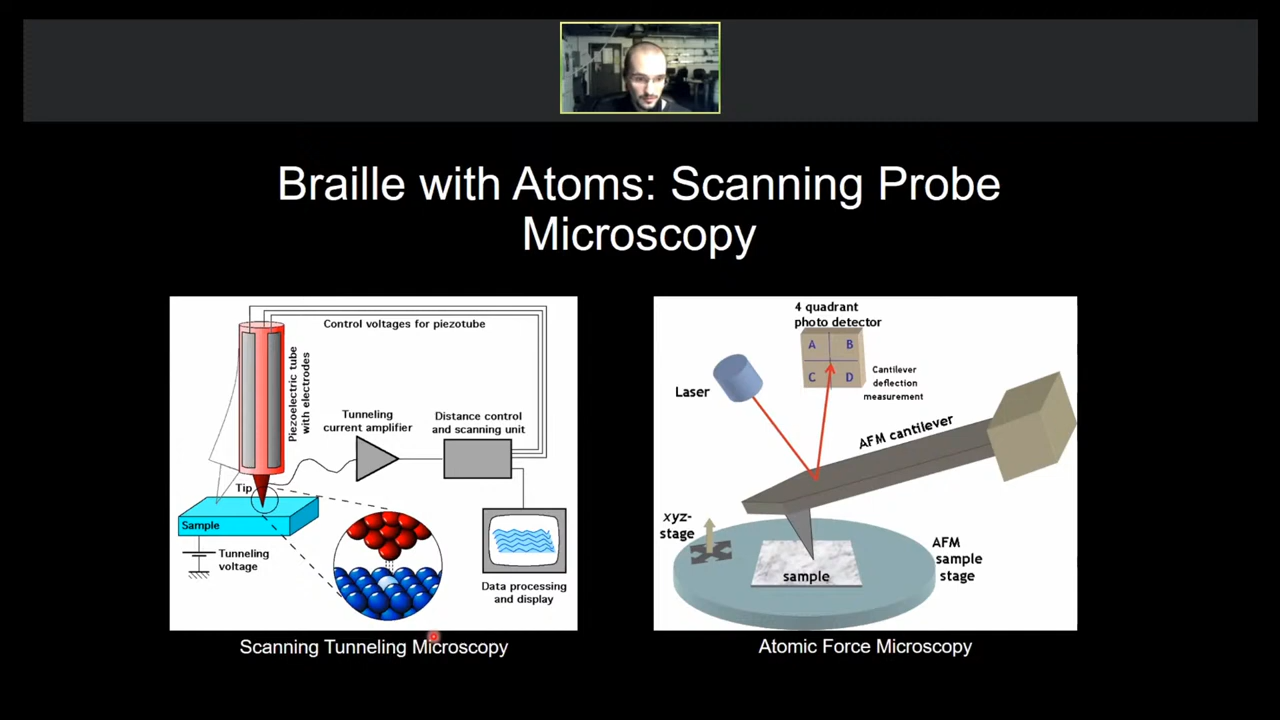 Braille with Atoms: Scanning Probe
Microscopy
Control voltages for piezotube
Piezoelectric tube
with electrodes
Tunneling
current amplifier
Distance control
and scanning unit
Tip
Sample
Tunneling
voltage
Data processing
and display
Scanning Tunneling Microscopy
4 quadrant
photo detector
A B
C D
Cantilever
deflection
measurement
Laser
AFM cantilever
xyz-
stage
sample
AFM
sample
stage
Atomic Force Microscopy